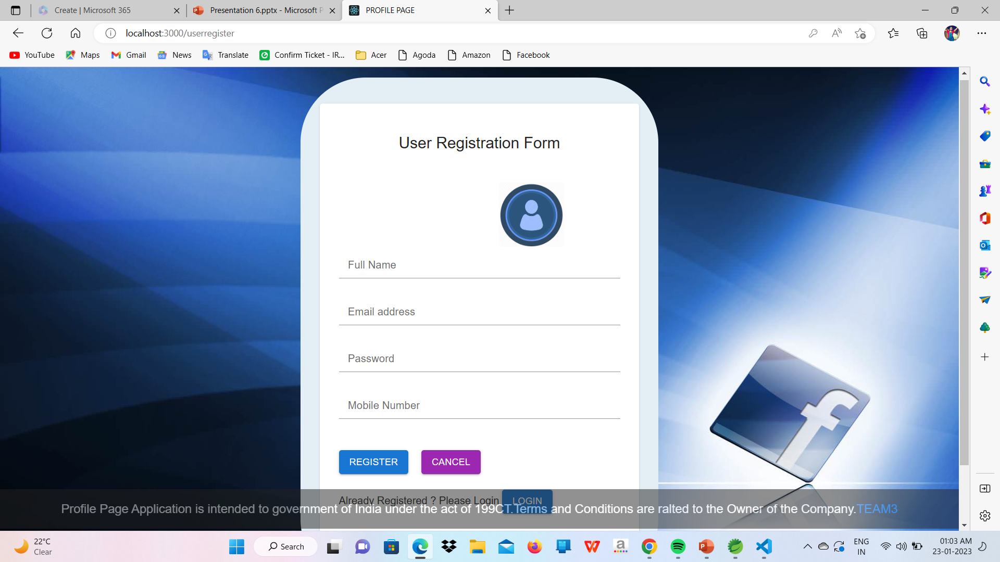 Create | Microsoft 365
Presentation 6.pptx - Microsoft P
PROFILE PAGE
localhost:3000/userregister
YouTube
Maps
Gmail
News
Translate
Confirm Ticket - IR...
Acer
Agoda
Amazon
Facebook
User Registration Form
Full Name
Email address
Password
Mobile Number
REGISTER
CANCEL
Already Registered ? Please Login
LOGIN
Profile Page Application is intended to government of India under the act of 199CT.Terms and Conditions are ralted to the Owner of the Company.TEAM3
22°C
Clear
Search
ENG
IN
01:03 AM
23-01-2023